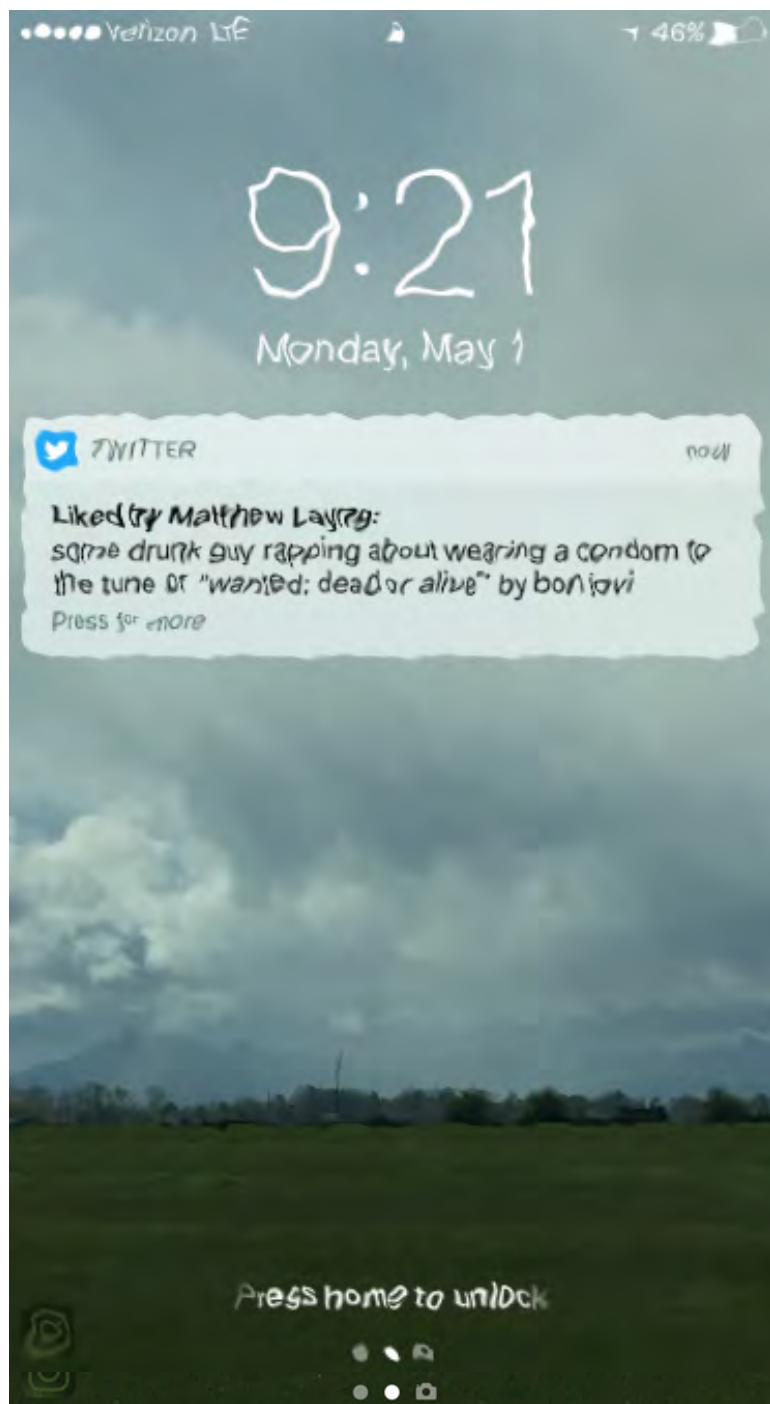 Verizon LTE 46%
9:21
Monday, May 1
TWITTER now
Liked by Matthew
some drunk guy rapping about wearing a condom to
the tune of "wanted: dead or alive" by bon jovi
Press for more
Press home to unlock